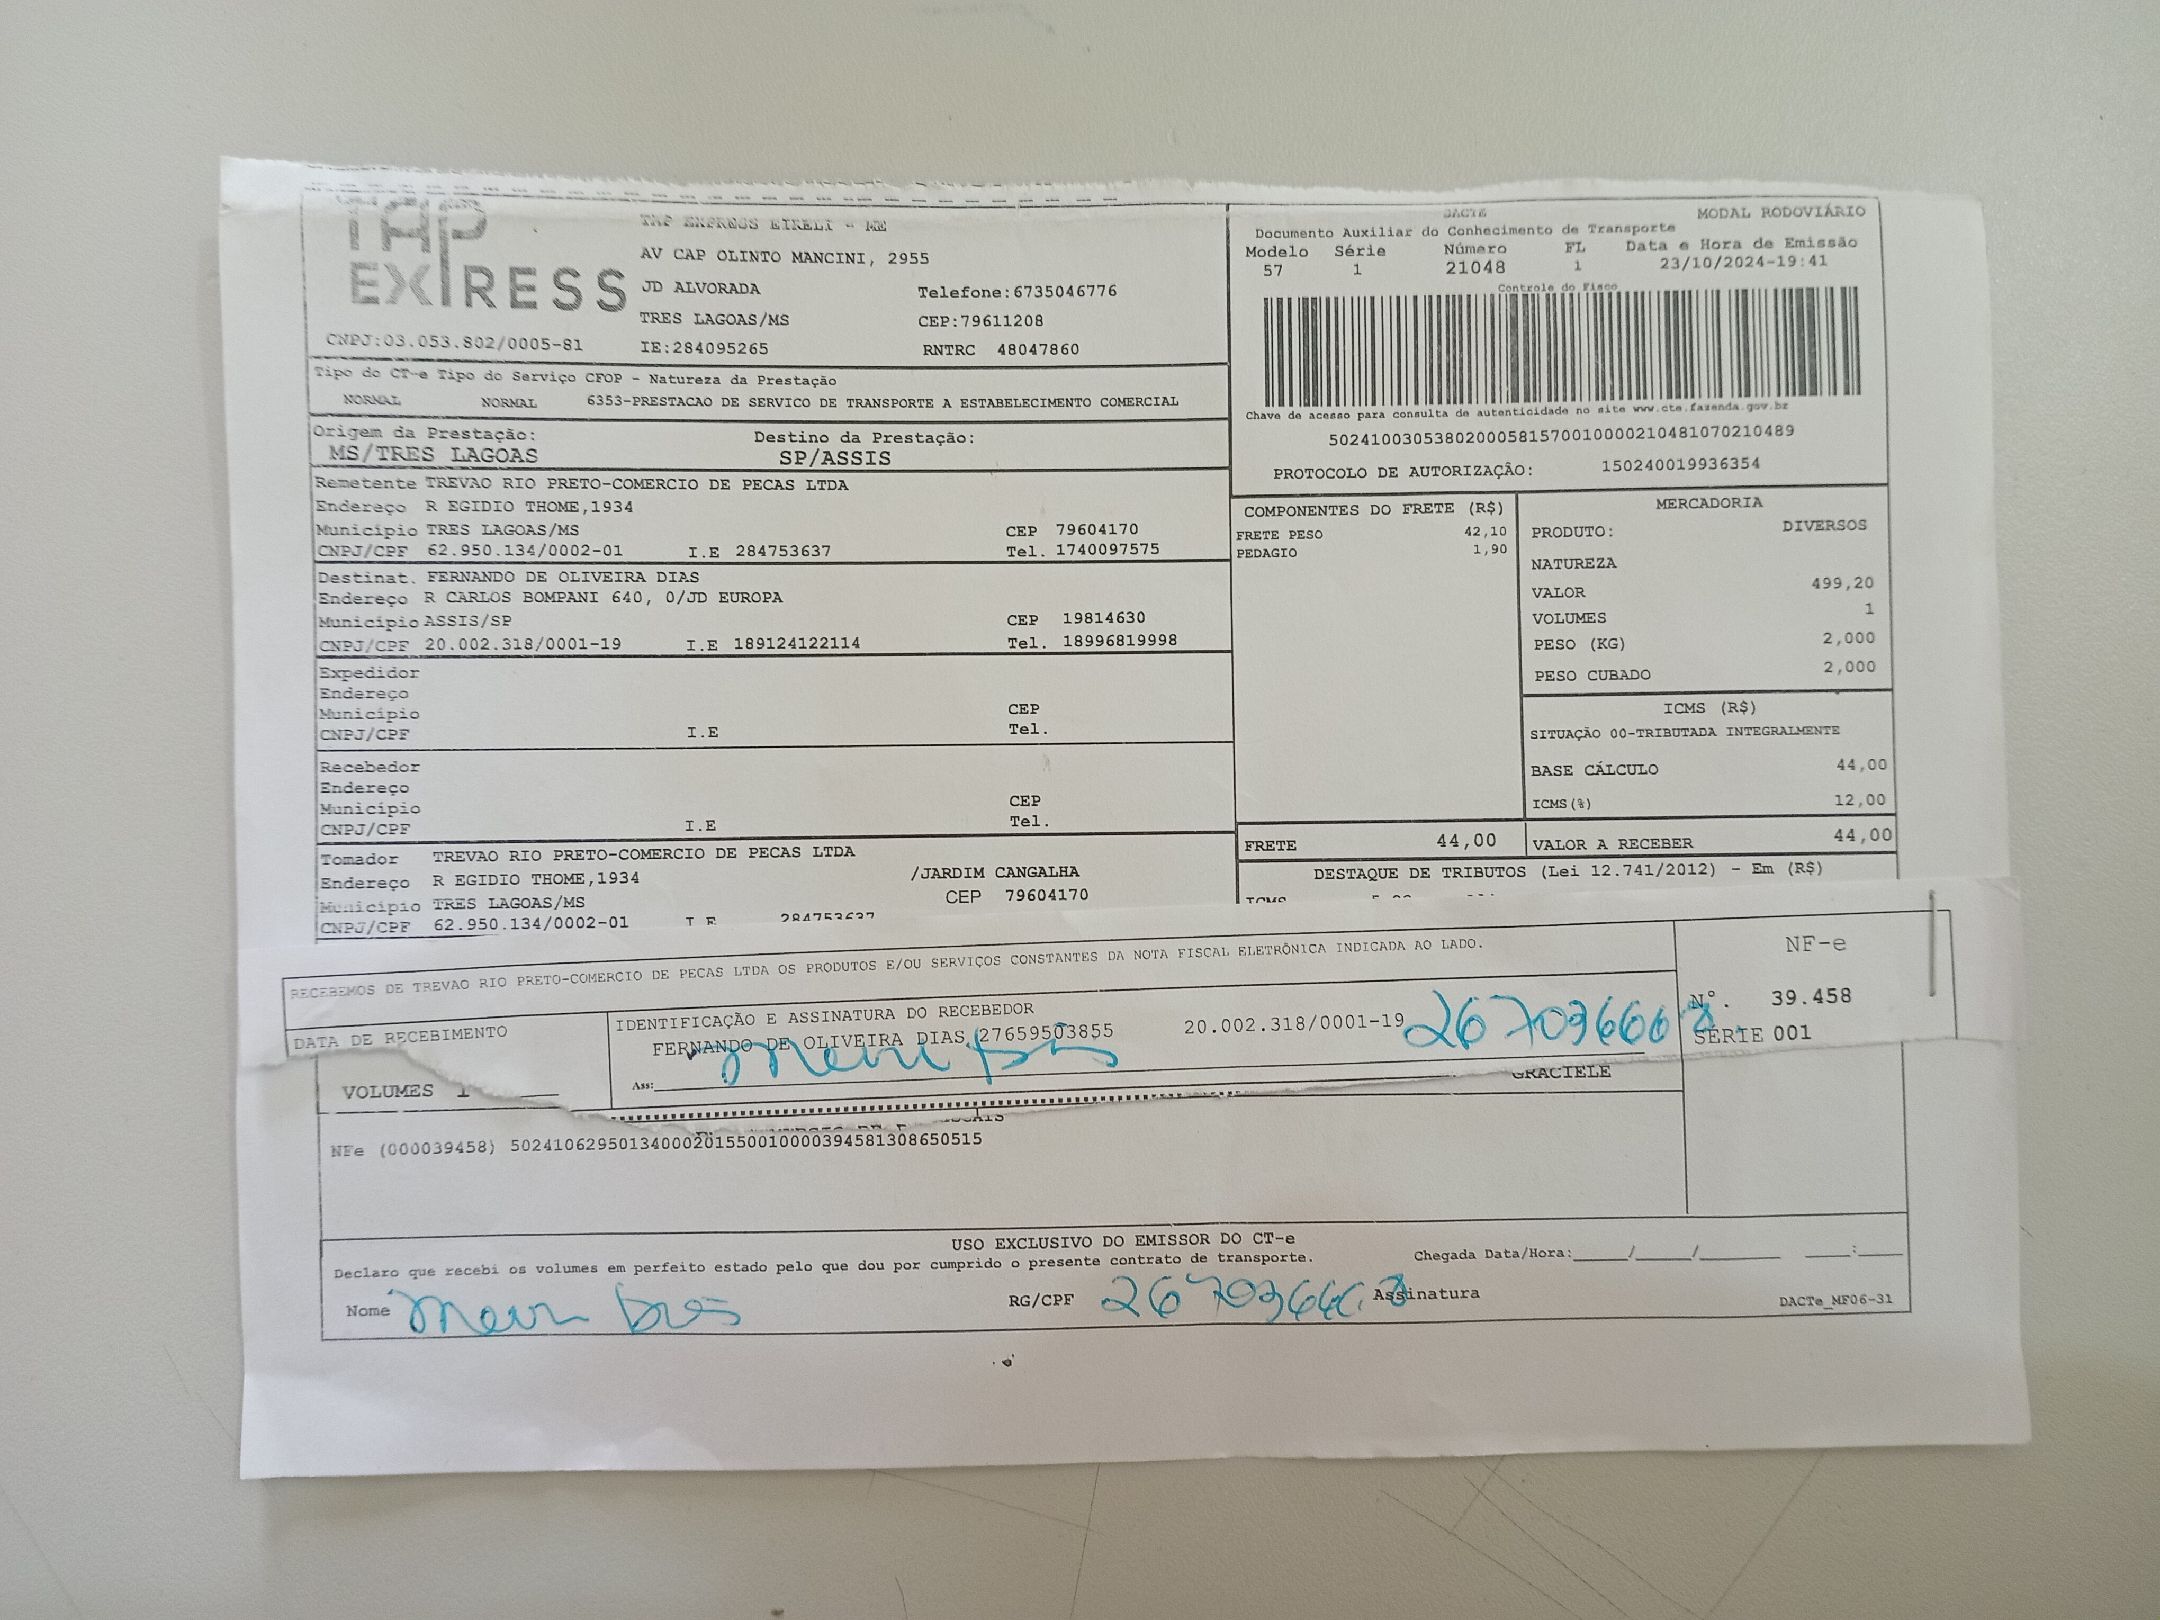 TAP
EXPRESS
TAP EXPRESS EIRELI - ME
AV CAP OLINTO MANCINI, 2955
JD ALVORADA Telefone:6735046776
TRES LAGOAS/MS CEP:79611208
CNPJ:03.053.802/0005-81 IE:284095265 RNTRC 48047860
DACTE MODAL RODOVIÁRIO
Documento Auxiliar do Conhecimento de Transporte
Modelo Série Número FL Data e Hora de Emissão
57 1 21048 1 23/10/2024-19:41
Controle do Fisco
Chave de acesso para consulta de autenticidade no site www.cte.fazenda.gov.br
50241003053802000581570010000210481070210489
PROTOCOLO DE AUTORIZAÇÃO: 150240019936354
Tipo do CT-e Tipo do Serviço CFOP - Natureza da Prestação
NORMAL NORMAL 6353-PRESTACAO DE SERVICO DE TRANSPORTE A ESTABELECIMENTO COMERCIAL
Origem da Prestação: Destino da Prestação:
MS/TRES LAGOAS SP/ASSIS
Remetente TREVAO RIO PRETO-COMERCIO DE PECAS LTDA
Endereço R EGIDIO THOME,1934
Município TRES LAGOAS/MS CEP 79604170
CNPJ/CPF 62.950.134/0002-01 I.E 284753637 Tel. 1740097575
Destinat. FERNANDO DE OLIVEIRA DIAS
Endereço R CARLOS BOMPANI 640, 0/JD EUROPA
Município ASSIS/SP CEP 19814630
CNPJ/CPF 20.002.318/0001-19 I.E 189124122114 Tel. 18996819998
Expedidor
Endereço
Município CEP
CNPJ/CPF I.E Tel.
Recebedor
Endereço
Município CEP
CNPJ/CPF I.E Tel.
Tomador TREVAO RIO PRETO-COMERCIO DE PECAS LTDA
Endereço R EGIDIO THOME,1934 /JARDIM CANGALHA
Município TRES LAGOAS/MS CEP 79604170
CNPJ/CPF 62.950.134/0002-01 I.E 284753637
COMPONENTES DO FRETE (R$)
FRETE PESO 42,10
PEDAGIO 1,90
MERCADORIA
PRODUTO: DIVERSOS
NATUREZA
VALOR 499,20
VOLUMES 1
PESO (KG) 2,000
PESO CUBADO 2,000
ICMS (R$)
SITUAÇÃO 00-TRIBUTADA INTEGRALMENTE
BASE CÁLCULO 44,00
ICMS(%) 12,00
FRETE 44,00 VALOR A RECEBER 44,00
DESTAQUE DE TRIBUTOS (Lei 12.741/2012) - Em (R$)
ICMS
RECEBEMOS DE TREVAO RIO PRETO-COMERCIO DE PECAS LTDA OS PRODUTOS E/OU SERVIÇOS CONSTANTES DA NOTA FISCAL ELETRÔNICA INDICADA AO LADO.
NF-e
Nº. 39.458
SÉRIE 001
DATA DE RECEBIMENTO IDENTIFICAÇÃO E ASSINATURA DO RECEBEDOR
FERNANDO DE OLIVEIRA DIAS,27659503855 20.002.318/0001-19
Ass:
GRACIELE
VOLUMES 1
NFe (000039458) 50241062950134000201550010000394581308650515
USO EXCLUSIVO DO EMISSOR DO CT-e
Declaro que recebi os volumes em perfeito estado pelo que dou por cumprido o presente contrato de transporte. Chegada Data/Hora:____/____/______ ____:____
Nome RG/CPF Assinatura
DACTe_MF06-31